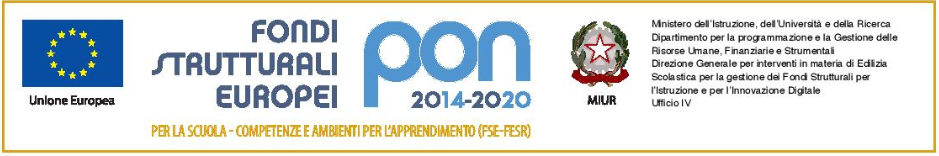 Unione Europea
FONDI
STRUTTURALI
EUROPEI
pon
2014-2020
PER LA SCUOLA - COMPETENZE E AMBIENTI PER L'APPRENDIMENTO (FSE-FESR)
MIUR
Ministero dell'Istruzione, dell'Università e della Ricerca
Dipartimento per la programmazione e la Gestione delle
Risorse Umane, Finanziarie e Strumentali
Direzione Generale per interventi in materia di Edilizia
Scolastica per la gestione dei Fondi Strutturali per
l'Istruzione e per l'Innovazione Digitale
Ufficio IV